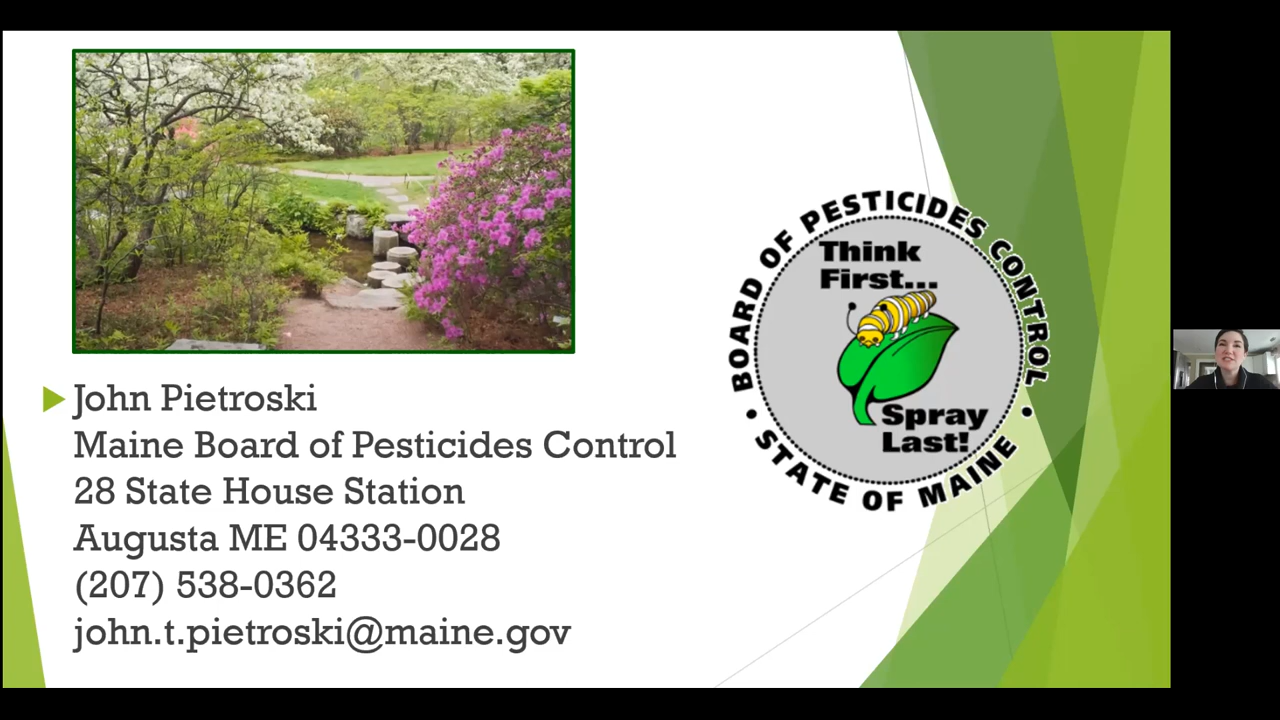 BOARD OF PESTICIDES CONTROL
Think
First...
Spray
Last!
• STATE OF MAINE •
John Pietroski
Maine Board of Pesticides Control
28 State House Station
Augusta ME 04333-0028
(207) 538-0362
john.t.pietroski@maine.gov